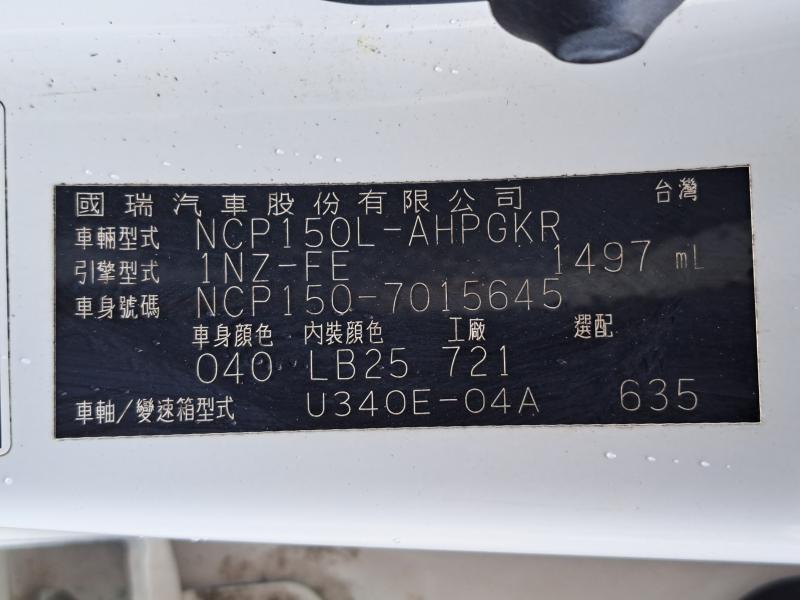 國瑞汽車股份有限公司 台灣
車輛型式 NCP150L-AHPGKR
引擎型式 1NZ-FE 1497 mL
車身號碼 NCP150-7015645
車身顏色 內裝顏色 工廠 選配
040 LB25 721
車軸/變速箱型式 U340E-04A 635